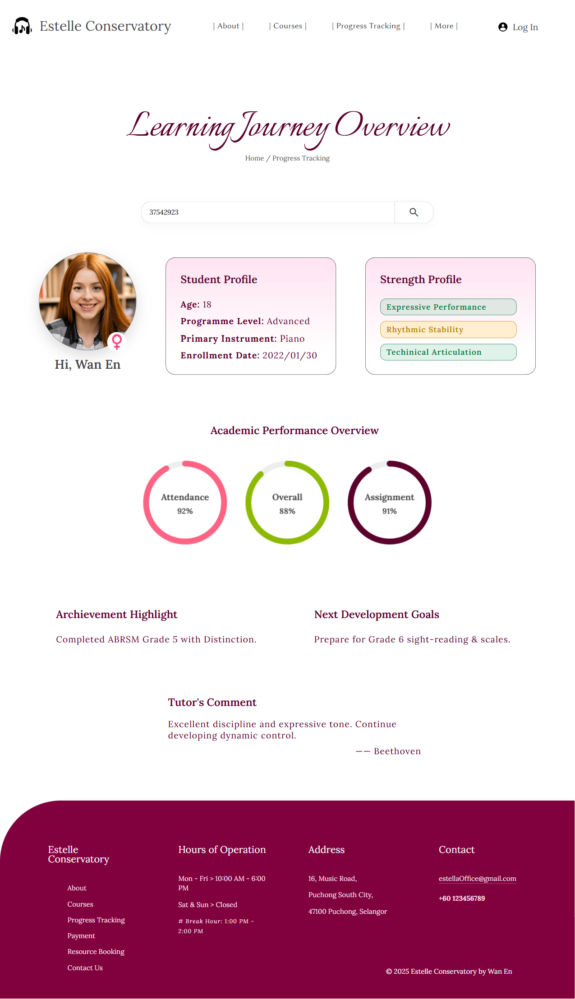 Estelle Conservatory
| About |
| Courses |
| Progress Tracking |
| More |
Log In
Learning Journey Overview
Home / Progress Tracking
37542923
Hi, Wan En
Student Profile
Age: 18
Programme Level: Advanced
Primary Instrument: Piano
Enrollment Date: 2022/01/30
Strength Profile
Expressive Performance
Rhythmic Stability
Techinical Articulation
Academic Performance Overview
Attendance
92%
Overall
88%
Assignment
91%
Archievement Highlight
Completed ABRSM Grade 5 with Distinction.
Next Development Goals
Prepare for Grade 6 sight-reading & scales.
Tutor's Comment
Excellent discipline and expressive tone. Continue
developing dynamic control.
—— Beethoven
Estelle
Conservatory
About
Courses
Progress Tracking
Payment
Resource Booking
Contact Us
Hours of Operation
Mon - Fri > 10:00 AM - 6:00
PM
Sat & Sun > Closed
# Break Hour: 1:00 PM -
2:00 PM
Address
16, Music Road,
Puchong South City,
47100 Puchong, Selangor
Contact
estellaOffice@gmail.com
+60 123456789
© 2025 Estelle Conservatory by Wan En